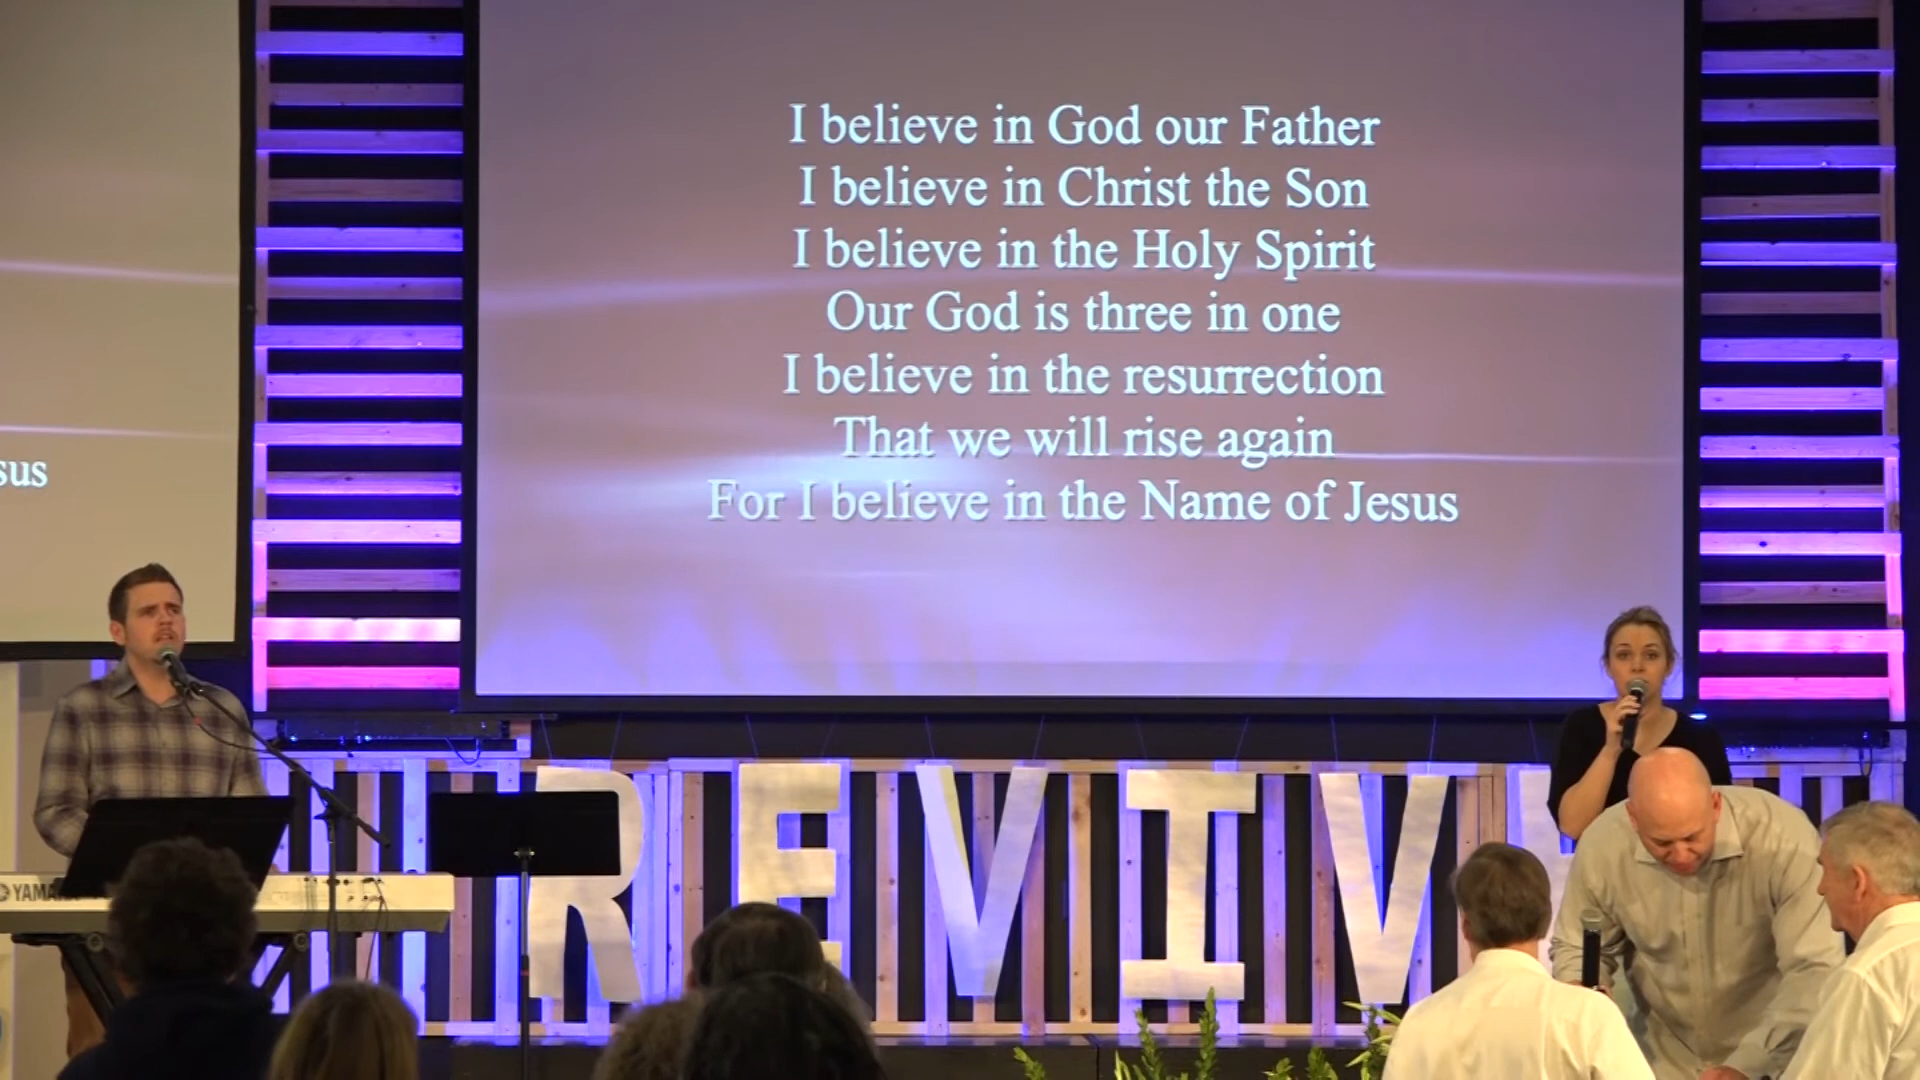 I believe in God our Father
I believe in Christ the Son
I believe in the Holy Spirit
Our God is three in one
I believe in the resurrection
That we will rise again
For I believe in the Name of Jesus
sus
REVIV